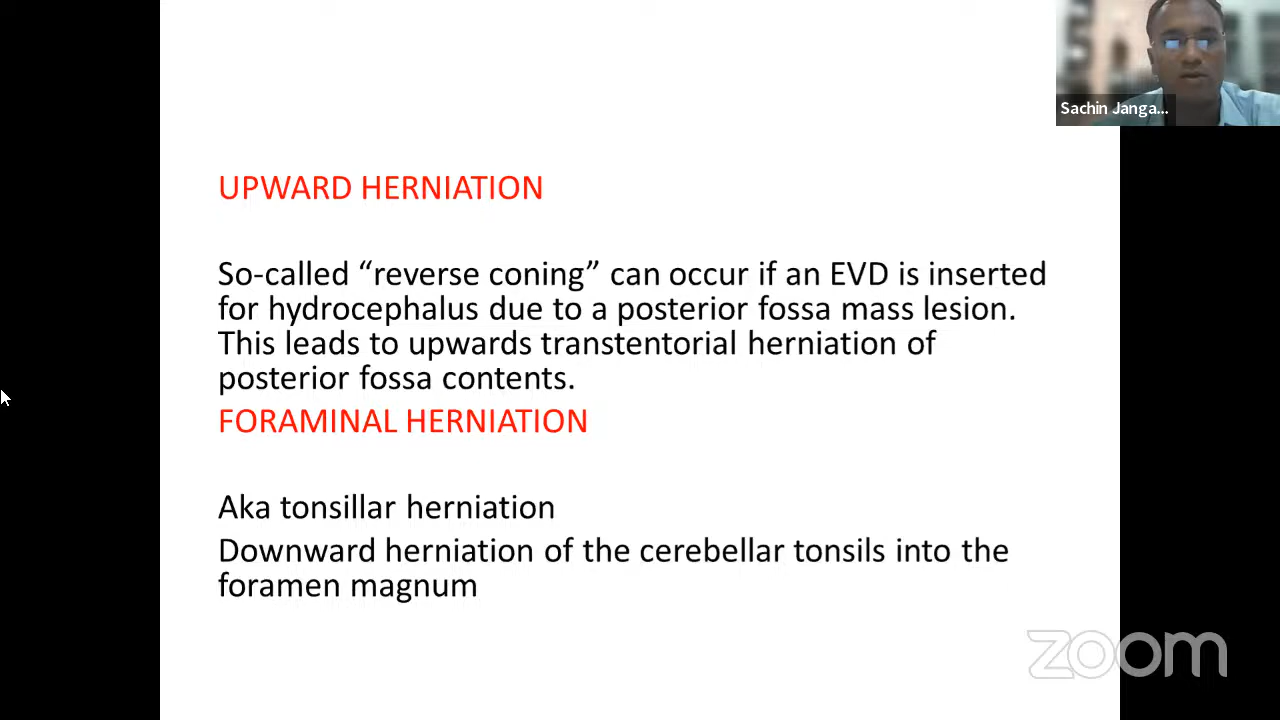 Sachin Janga...
UPWARD HERNIATION
So-called “reverse coning” can occur if an EVD is inserted
for hydrocephalus due to a posterior fossa mass lesion.
This leads to upwards transtentorial herniation of
posterior fossa contents.
FORAMINAL HERNIATION
Aka tonsillar herniation
Downward herniation of the cerebellar tonsils into the
foramen magnum
zoom